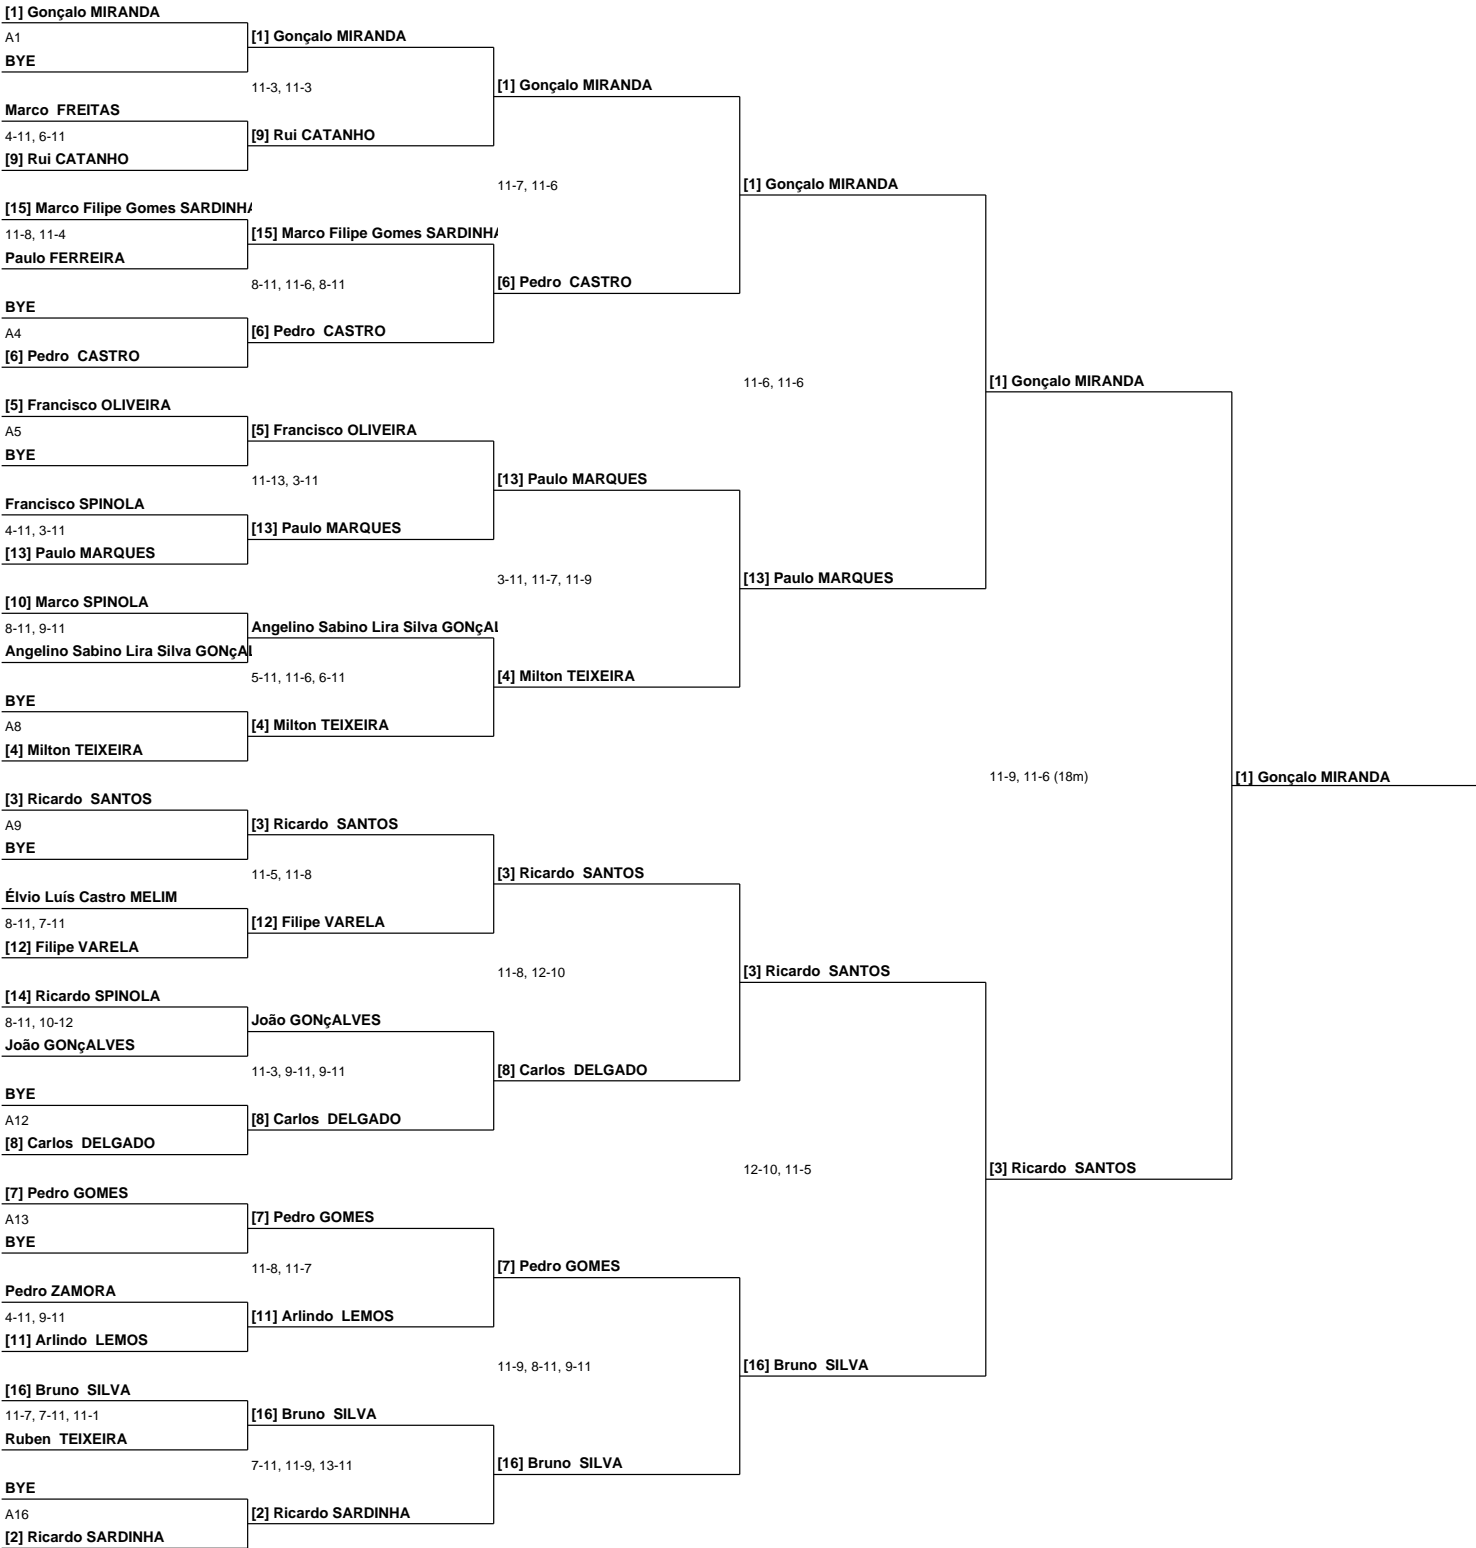 [1] Gonçalo MIRANDA
A1
BYE
Marco FREITAS
4-11, 6-11
[9] Rui CATANHO
[15] Marco Filipe Gomes SARDINHA
11-8, 11-4
Paulo FERREIRA
BYE
A4
[6] Pedro CASTRO
[5] Francisco OLIVEIRA
A5
BYE
Francisco SPINOLA
4-11, 3-11
[13] Paulo MARQUES
[10] Marco SPINOLA
8-11, 9-11
Angelino Sabino Lira Silva GONçAL
BYE
A8
[4] Milton TEIXEIRA
[3] Ricardo SANTOS
A9
BYE
Élvio Luís Castro MELIM
8-11, 7-11
[12] Filipe VARELA
[14] Ricardo SPINOLA
8-11, 10-12
João GONçALVES
BYE
A12
[8] Carlos DELGADO
[7] Pedro GOMES
A13
BYE
Pedro ZAMORA
4-11, 9-11
[11] Arlindo LEMOS
[16] Bruno SILVA
11-7, 7-11, 11-1
Ruben TEIXEIRA
BYE
A16
[2] Ricardo SARDINHA
[1] Gonçalo MIRANDA
11-3, 11-3
[9] Rui CATANHO
[15] Marco Filipe Gomes SARDINHA
8-11, 11-6, 8-11
[6] Pedro CASTRO
[5] Francisco OLIVEIRA
11-13, 3-11
[13] Paulo MARQUES
Angelino Sabino Lira Silva GONçAL
5-11, 11-6, 6-11
[4] Milton TEIXEIRA
[3] Ricardo SANTOS
11-5, 11-8
[12] Filipe VARELA
João GONçALVES
11-3, 9-11, 9-11
[8] Carlos DELGADO
[7] Pedro GOMES
11-8, 11-7
[11] Arlindo LEMOS
[16] Bruno SILVA
7-11, 11-9, 13-11
[2] Ricardo SARDINHA
[1] Gonçalo MIRANDA
11-7, 11-6
[6] Pedro CASTRO
[13] Paulo MARQUES
3-11, 11-7, 11-9
[4] Milton TEIXEIRA
[3] Ricardo SANTOS
11-8, 12-10
[8] Carlos DELGADO
[7] Pedro GOMES
11-9, 8-11, 9-11
[16] Bruno SILVA
[1] Gonçalo MIRANDA
11-6, 11-6
[13] Paulo MARQUES
[3] Ricardo SANTOS
12-10, 11-5
[16] Bruno SILVA
[1] Gonçalo MIRANDA
11-9, 11-6 (18m)
[3] Ricardo SANTOS
[1] Gonçalo MIRANDA